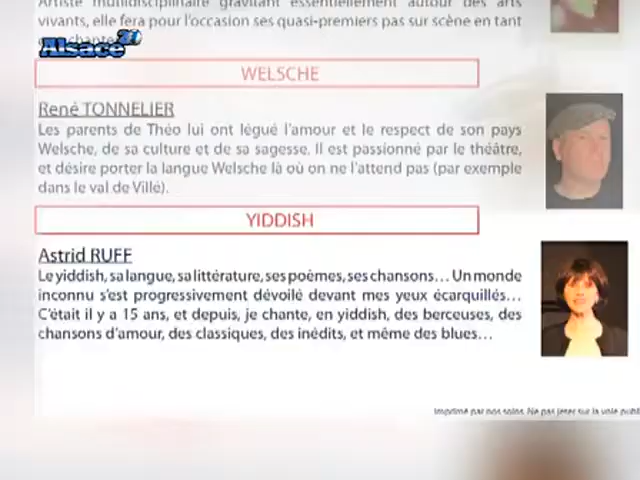 Artiste multidisciplinaire gravitant essentiellement autour des arts
vivants, elle fera pour l'occasion ses quasi-premiers pas sur scène en tant
Alsace
WELSCHE
René TONNELIER
Les parents de Théo lui ont légué l'amour et le respect de son pays
Welsche, de sa culture et de sa sagesse. Il est passionné par le théâtre,
et désire porter la langue Welsche là où on ne l'attend pas (par exemple
dans le val de Villé).
YIDDISH
Astrid RUFF
Le yiddish, sa langue, sa littérature, ses poèmes, ses chansons... Un monde
inconnu s'est progressivement dévoilé devant mes yeux écarquillés...
C'était il y a 15 ans, et depuis, je chante, en yiddish, des berceuses, des
chansons d'amour, des classiques, des inédits, et même des blues...
Imprimé par nos soins. Ne pas jeter sur la voie publ